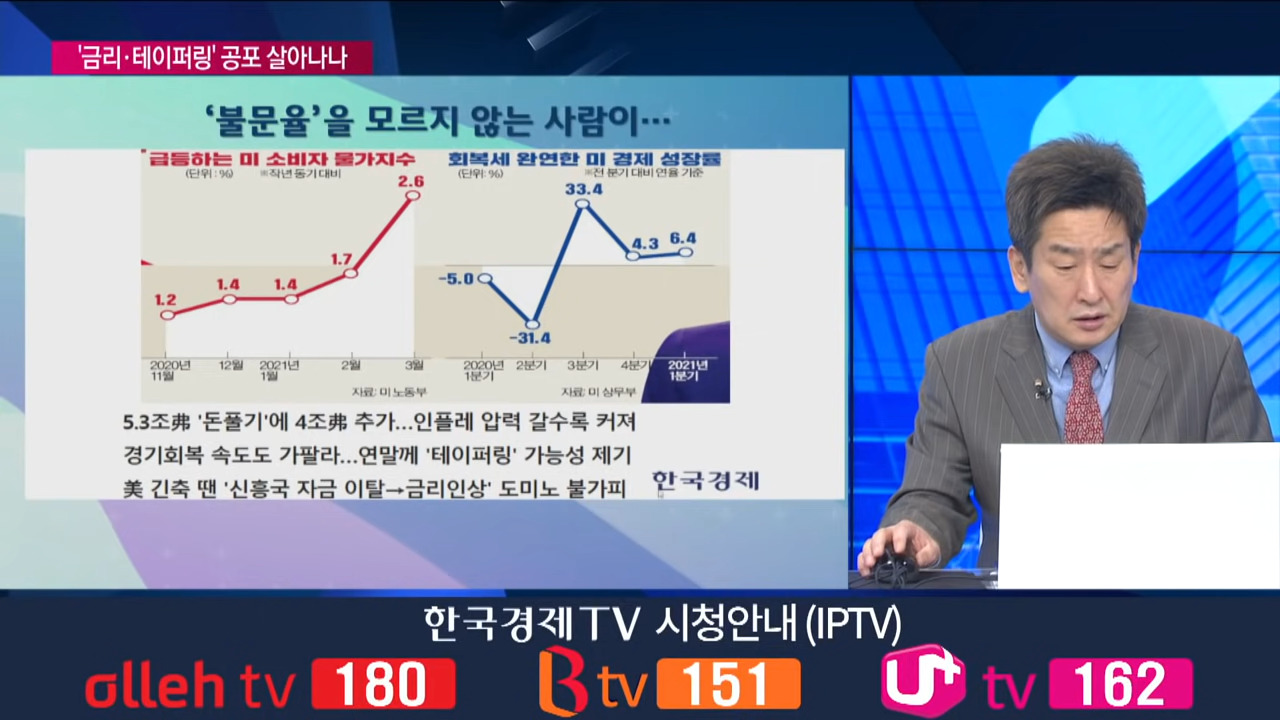 '금리·테이퍼링' 공포 살아나나
‘불문율’을 모르지 않는 사람이…
급등하는 미 소비자 물가지수
(단위 : %) ※작년 동기 대비
1.2
1.4
1.4
1.7
2.6
2020년 11월
12월
2021년 1월
2월
3월
자료: 미 노동부
회복세 완연한 미 경제 성장률
(단위: %) ※전 분기 대비 연율 기준
-5.0
-31.4
33.4
4.3
6.4
2020년 1분기
2분기
3분기
4분기
2021년 1분기
자료: 미 상무부
5.3조弗 '돈풀기'에 4조弗 추가...인플레 압력 갈수록 커져
경기회복 속도도 가팔라...연말께 '테이퍼링' 가능성 제기
美 긴축 땐 '신흥국 자금 이탈→금리인상' 도미노 불가피
한국경제
한국경제TV 시청안내 (IPTV)
olleh tv 180
B tv 151
U+ tv 162